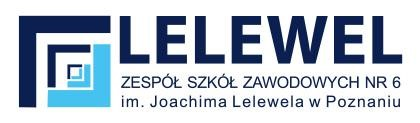 LELEWEL
ZESPÓŁ SZKÓŁ ZAWODOWYCH NR 6
im. Joachima Lelewela w Poznaniu